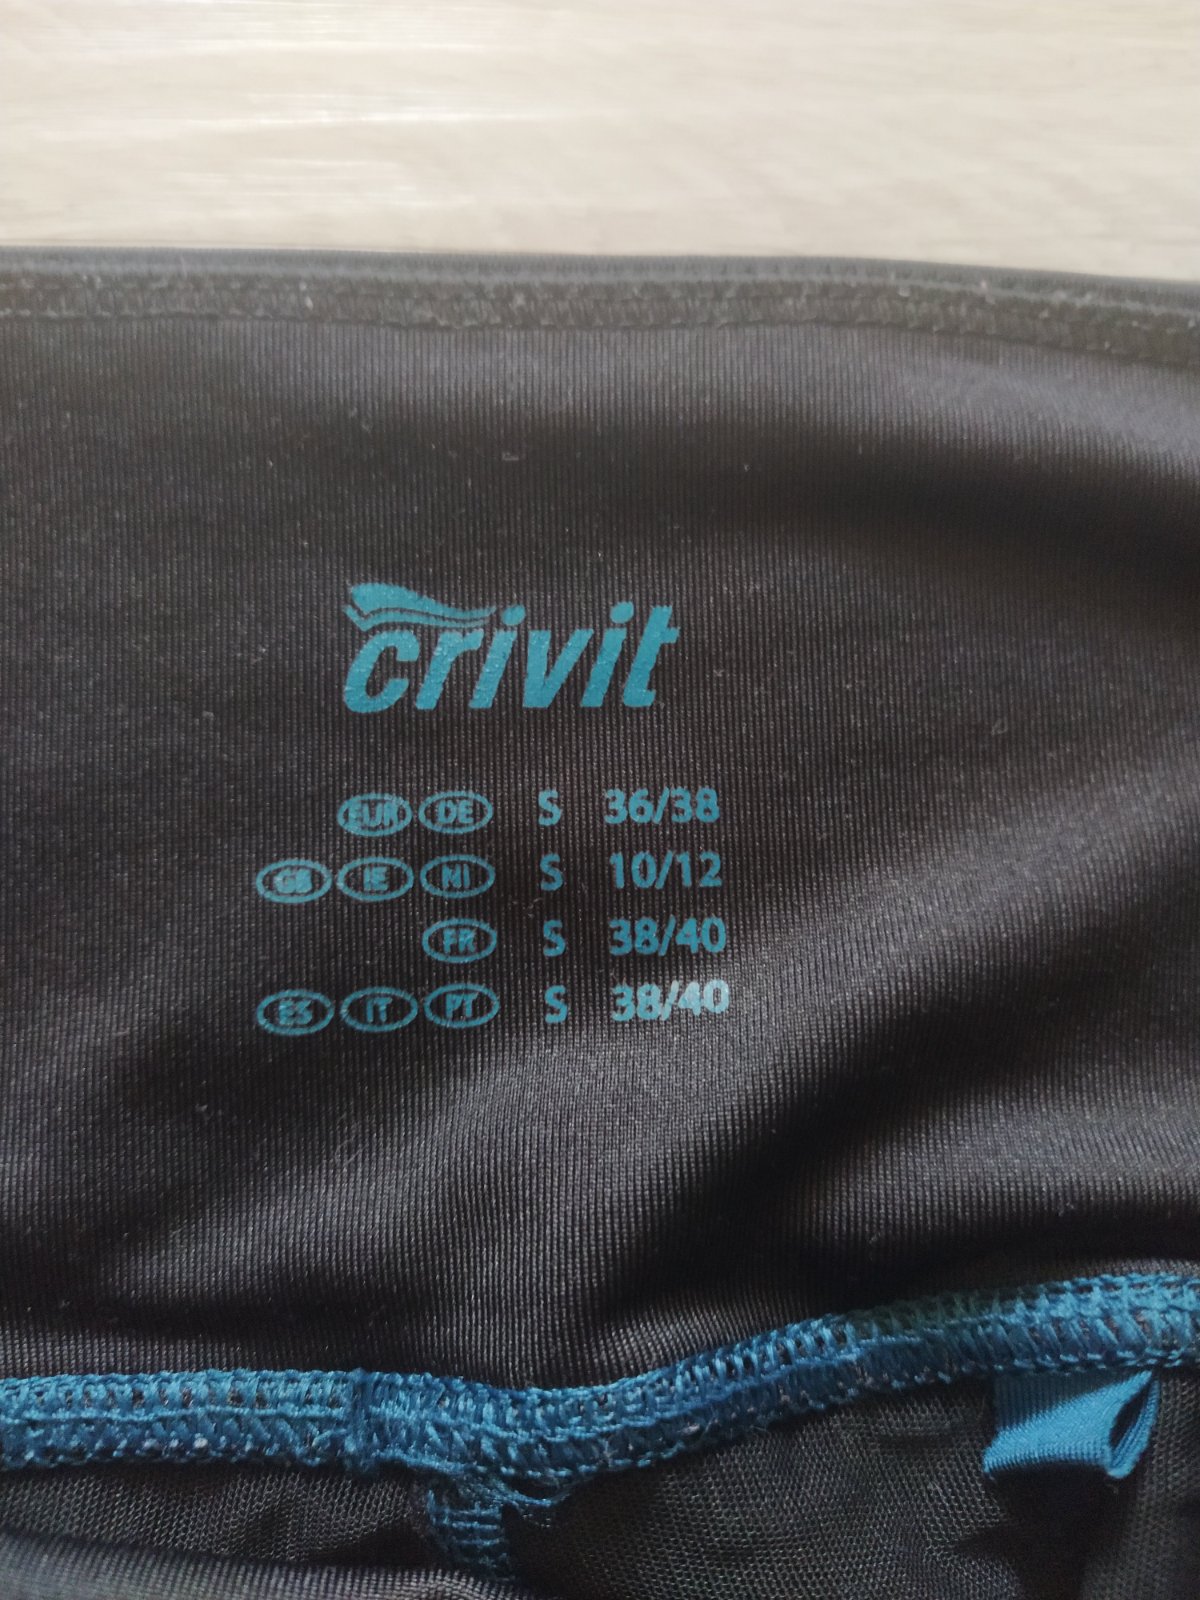 crivit
EUR DE S 36/38
GB IE NI S 10/12
FR S 38/40
ES IT PT S 38/40